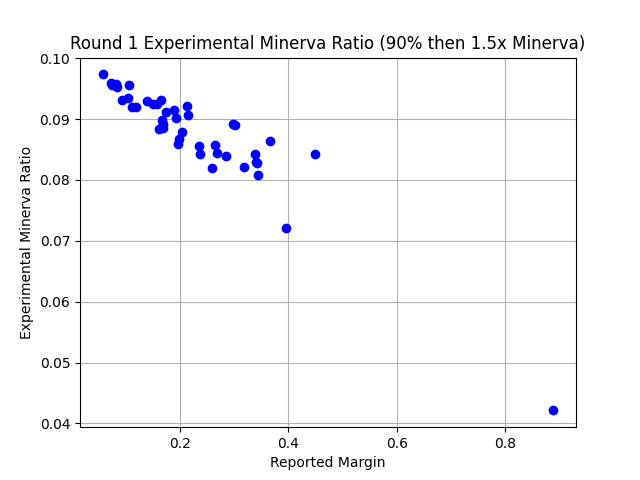 Round 1 Experimental Minerva Ratio (90% then 1.5x Minerva)
Experimental Minerva Ratio
0.10
0.09
0.08
0.07
0.06
0.05
0.04
0.2 0.4 0.6 0.8
Reported Margin